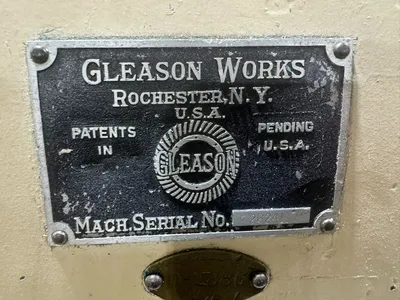 GLEASON WORKS
ROCHESTER, N.Y.
U.S.A.
PATENTS IN
PENDING U.S.A.
GLEASON
MACH. SERIAL NO.